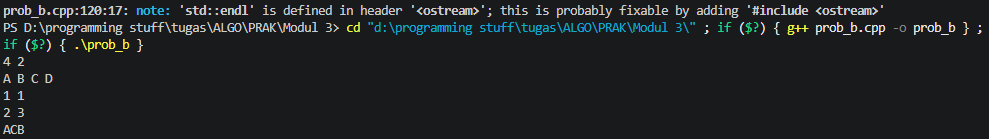 prob_b.cpp:120:17: note: 'std::endl' is defined in header '<ostream>'; this is probably fixable by adding '#include <ostream>'
PS D:\programming stuff\tugas\ALGO\PRAK\Modul 3> cd "d:\programming stuff\tugas\ALGO\PRAK\Modul 3\" ; if ($?) { g++ prob_b.cpp -o prob_b } ;
if ($?) { .\prob_b }
4 2
A B C D
1 1
2 3
ACB